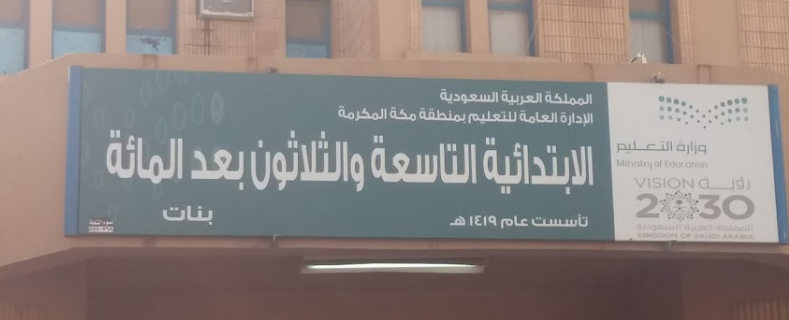 المملكة العربية السعودية
الإدارة العامة للتعليم بمنطقة مكة المكرمة
الابتدائية التاسعة والثلاثون بعد المائة
تأسست عام ١٤١٩ هـ
بنات
وزارة التعليم
Ministry of Education
VISION رؤيــة
2030
المملكة العربية السعودية
KINGDOM OF SAUDI ARABIA